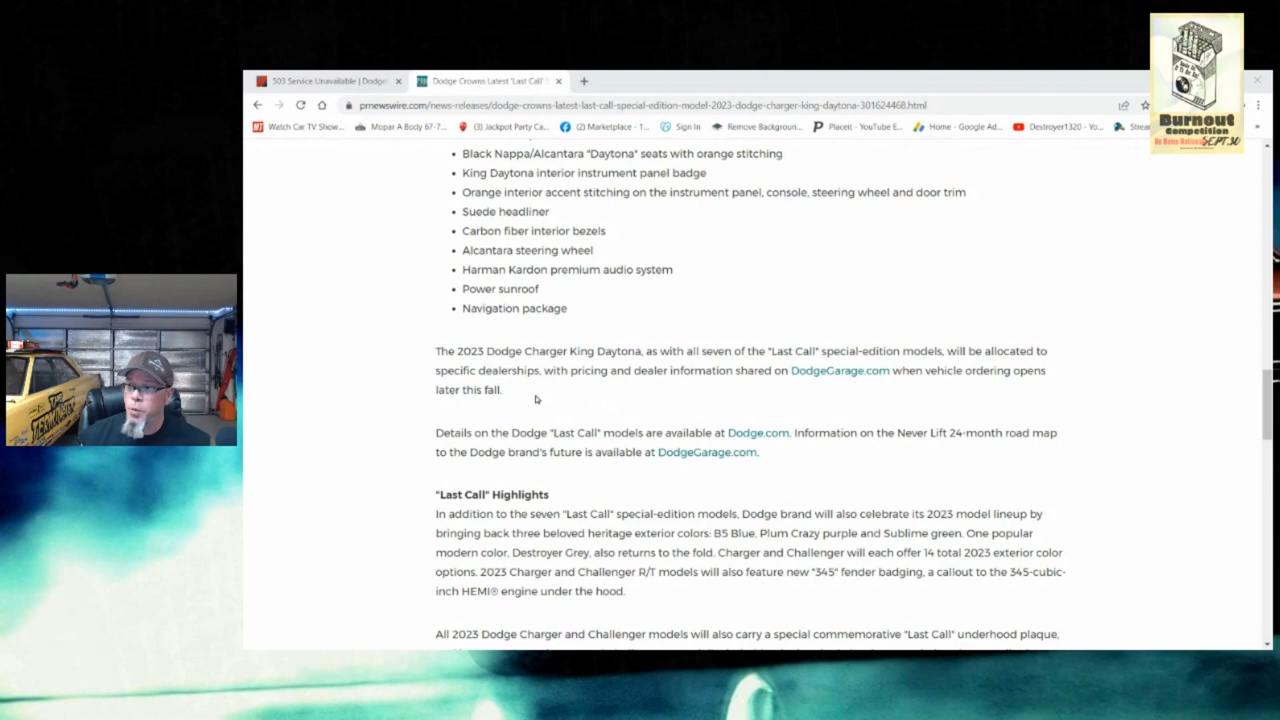 503 Service Unavailable | Dodge
Dodge Crowns Latest 'Last Call' S
prnewswire.com/news-releases/dodge-crowns-latest-last-call-special-edition-model-2023-dodge-charger-king-daytona-301624468.html
Watch Car TV Show...
Mopar A Body 67-7...
(3) Jackpot Party Ca...
(2) Marketplace - 1...
Sign In
Remove Backgroun...
Placeit - YouTube E...
Home - Google Ad...
Destroyer1320 - Yo...
Strea
Burnout
Competition
SEPT.30
• Black Nappa/Alcantara "Daytona" seats with orange stitching
• King Daytona interior instrument panel badge
• Orange interior accent stitching on the instrument panel, console, steering wheel and door trim
• Suede headliner
• Carbon fiber interior bezels
• Alcantara steering wheel
• Harman Kardon premium audio system
• Power sunroof
• Navigation package
The 2023 Dodge Charger King Daytona, as with all seven of the "Last Call" special-edition models, will be allocated to
specific dealerships, with pricing and dealer information shared on DodgeGarage.com when vehicle ordering opens
later this fall.
Details on the Dodge "Last Call" models are available at Dodge.com. Information on the Never Lift 24-month road map
to the Dodge brand's future is available at DodgeGarage.com.
"Last Call" Highlights
In addition to the seven "Last Call" special-edition models, Dodge brand will also celebrate its 2023 model lineup by
bringing back three beloved heritage exterior colors: B5 Blue, Plum Crazy purple and Sublime green. One popular
modern color, Destroyer Grey, also returns to the fold. Charger and Challenger will each offer 14 total 2023 exterior color
options. 2023 Charger and Challenger R/T models will also feature new "345" fender badging, a callout to the 345-cubic-
inch HEMI® engine under the hood.
All 2023 Dodge Charger and Challenger models will also carry a special commemorative "Last Call" underhood plaque,